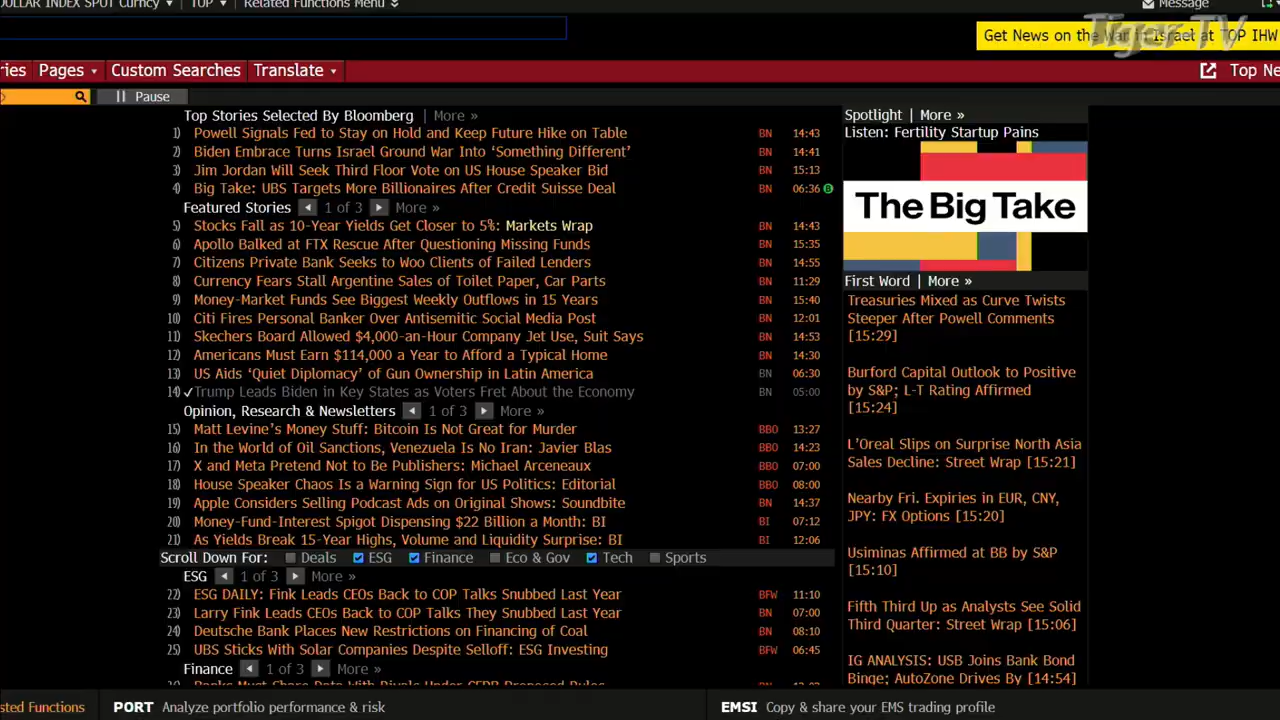 DOLLAR INDEX SPOT Curncy ▾ TOP ▾ Related Functions Menu Message
Get News on the War in Israel at TOP IHW
Tiger TV
ries Pages Custom Searches Translate Top Ne
Pause
Top Stories Selected By Bloomberg | More »
1) Powell Signals Fed to Stay on Hold and Keep Future Hike on Table BN 14:43
2) Biden Embrace Turns Israel Ground War Into ‘Something Different’ BN 14:41
3) Jim Jordan Will Seek Third Floor Vote on US House Speaker Bid BN 15:13
4) Big Take: UBS Targets More Billionaires After Credit Suisse Deal BN 06:36
Featured Stories 1 of 3 More »
5) Stocks Fall as 10-Year Yields Get Closer to 5%: Markets Wrap BN 14:43
6) Apollo Balked at FTX Rescue After Questioning Missing Funds BN 15:35
7) Citizens Private Bank Seeks to Woo Clients of Failed Lenders BN 14:55
8) Currency Fears Stall Argentine Sales of Toilet Paper, Car Parts BN 11:29
9) Money-Market Funds See Biggest Weekly Outflows in 15 Years BN 15:40
10) Citi Fires Personal Banker Over Antisemitic Social Media Post BN 12:01
11) Skechers Board Allowed $4,000-an-Hour Company Jet Use, Suit Says BN 14:53
12) Americans Must Earn $114,000 a Year to Afford a Typical Home BN 14:30
13) US Aids ‘Quiet Diplomacy’ of Gun Ownership in Latin America BN 06:30
14) ✓Trump Leads Biden in Key States as Voters Fret About the Economy BN 05:00
Opinion, Research & Newsletters 1 of 3 More »
15) Matt Levine’s Money Stuff: Bitcoin Is Not Great for Murder BBO 13:27
16) In the World of Oil Sanctions, Venezuela Is No Iran: Javier Blas BBO 14:23
17) X and Meta Pretend Not to Be Publishers: Michael Arceneaux BBO 07:00
18) House Speaker Chaos Is a Warning Sign for US Politics: Editorial BBO 08:00
19) Apple Considers Selling Podcast Ads on Original Shows: Soundbite BN 14:37
20) Money-Fund-Interest Spigot Dispensing $22 Billion a Month: BI BI 07:12
21) As Yields Break 15-Year Highs, Volume and Liquidity Surprise: BI BI 12:06
Scroll Down For: Deals ESG Finance Eco & Gov Tech Sports
ESG 1 of 3 More »
22) ESG DAILY: Fink Leads CEOs Back to COP Talks Snubbed Last Year BFW 11:10
23) Larry Fink Leads CEOs Back to COP Talks They Snubbed Last Year BN 07:00
24) Deutsche Bank Places New Restrictions on Financing of Coal BN 08:10
25) UBS Sticks With Solar Companies Despite Selloff: ESG Investing BFW 06:45
Finance 1 of 3 More »
Spotlight | More »
Listen: Fertility Startup Pains
The Big Take
First Word | More »
Treasuries Mixed as Curve Twists
Steeper After Powell Comments
[15:29]
Burford Capital Outlook to Positive
by S&P; L-T Rating Affirmed
[15:24]
L’Oreal Slips on Surprise North Asia
Sales Decline: Street Wrap [15:21]
Nearby Fri. Expiries in EUR, CNY,
JPY: FX Options [15:20]
Usiminas Affirmed at BB by S&P
[15:10]
Fifth Third Up as Analysts See Solid
Third Quarter: Street Wrap [15:06]
IG ANALYSIS: USB Joins Bank Bond
Binge; AutoZone Drives By [14:54]
sted Functions PORT Analyze portfolio performance & risk EMSI Copy & share your EMS trading profile